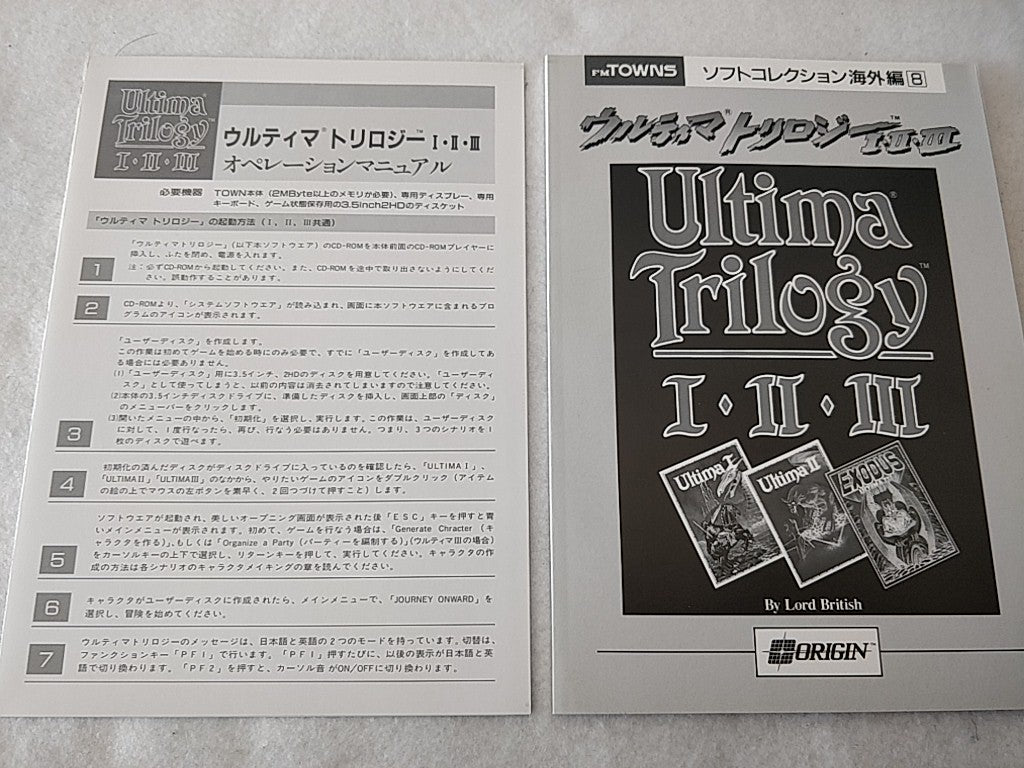 Ultima
Trilogy™
I・II・III
ウルティマ®トリロジー™ I・II・III
オペレーションマニュアル
必要機器 TOWN本体(2MByte以上のメモリが必要)、専用ディスプレー、専用
キーボード、ゲーム状態保存用の3.5inch2HDのディスケット
「ウルティマ トリロジー」の起動方法(I、II、III共通)
1
「ウルティマトリロジー」(以下本ソフトウエア)のCD-ROMを本体前面のCD-ROMプレイヤーに
挿入し、ふたを閉め、電源を入れます。
注:必ずCD-ROMから起動してください。また、CD-ROMを途中で取り出さないようにしてくだ
さい。誤動作することがあります。
2
CD-ROMより、「システムソフトウエア」が読み込まれ、画面に本ソフトウエアに含まれるプロ
グラムのアイコンが表示されます。
3
「ユーザーディスク」を作成します。
この作業は初めてゲームを始める時にのみ必要で、すでに「ユーザーディスク」を作成してあ
る場合には必要ありません。
(1)「ユーザーディスク」用に3.5インチ、2HDのディスクを用意してください。「ユーザーディ
スク」として使ってしまうと、以前の内容は消去されてしまいますので注意してください。
(2)本体の3.5インチディスクドライブに、準備したディスクを挿入し、画面上部の「ディスク」
のメニューバーをクリックします。
(3)開いたメニューの中から、「初期化」を選択し、実行します。この作業は、ユーザーディスク
に対して、1度行なったら、再び、行なう必要はありません。つまり、3つのシナリオを1
枚のディスクで遊べます。
4
初期化の済んだディスクがディスクドライブに入っているのを確認したら、「ULTIMA I」、
「ULTIMA II」「ULTIMA III」のなかから、やりたいゲームのアイコンをダブルクリック(アイテム
の絵の上でマウスの左ボタンを素早く、2回つづけて押すこと)します。
5
ソフトウエアが起動され、美しいオープニング画面が表示された後「ESC」キーを押すと青
いメインメニューが表示されます。初めて、ゲームを行なう場合は、「Generate Chracter(キ
ャラクタを作る)」、もしくは「Organize a Party(パーティーを編制する)」(ウルティマIIIの場合)
をカーソルキーの上下で選択し、リターンキーを押して、実行してください。キャラクタの作
成の方法は各シナリオのキャラクタメイキングの章を読んでください。
6
キャラクタがユーザーディスクに作成されたら、メインメニューで、「JOURNEY ONWARD」を
選択し、冒険を始めてください。
7
ウルティマトリロジーのメッセージは、日本語と英語の2つのモードを持っています。切替は、
ファンクションキー「PF1」で行います。「PF1」押すたびに、以後の表示が日本語と英
語で切り換わります。「PF2」を押すと、カーソル音がON/OFFに切り換わります。
FM TOWNS ソフトコレクション海外編8
ウルティマ®トリロジー™ I・II・III
Ultima®
Trilogy™
I・II・III
Ultima I
Ultima II
EXODUS
By Lord British
ORIGIN™